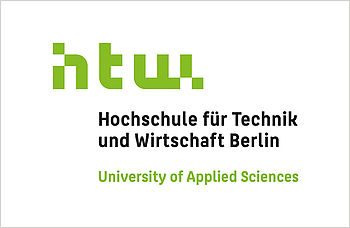 htw.
Hochschule für Technik
und Wirtschaft Berlin
University of Applied Sciences